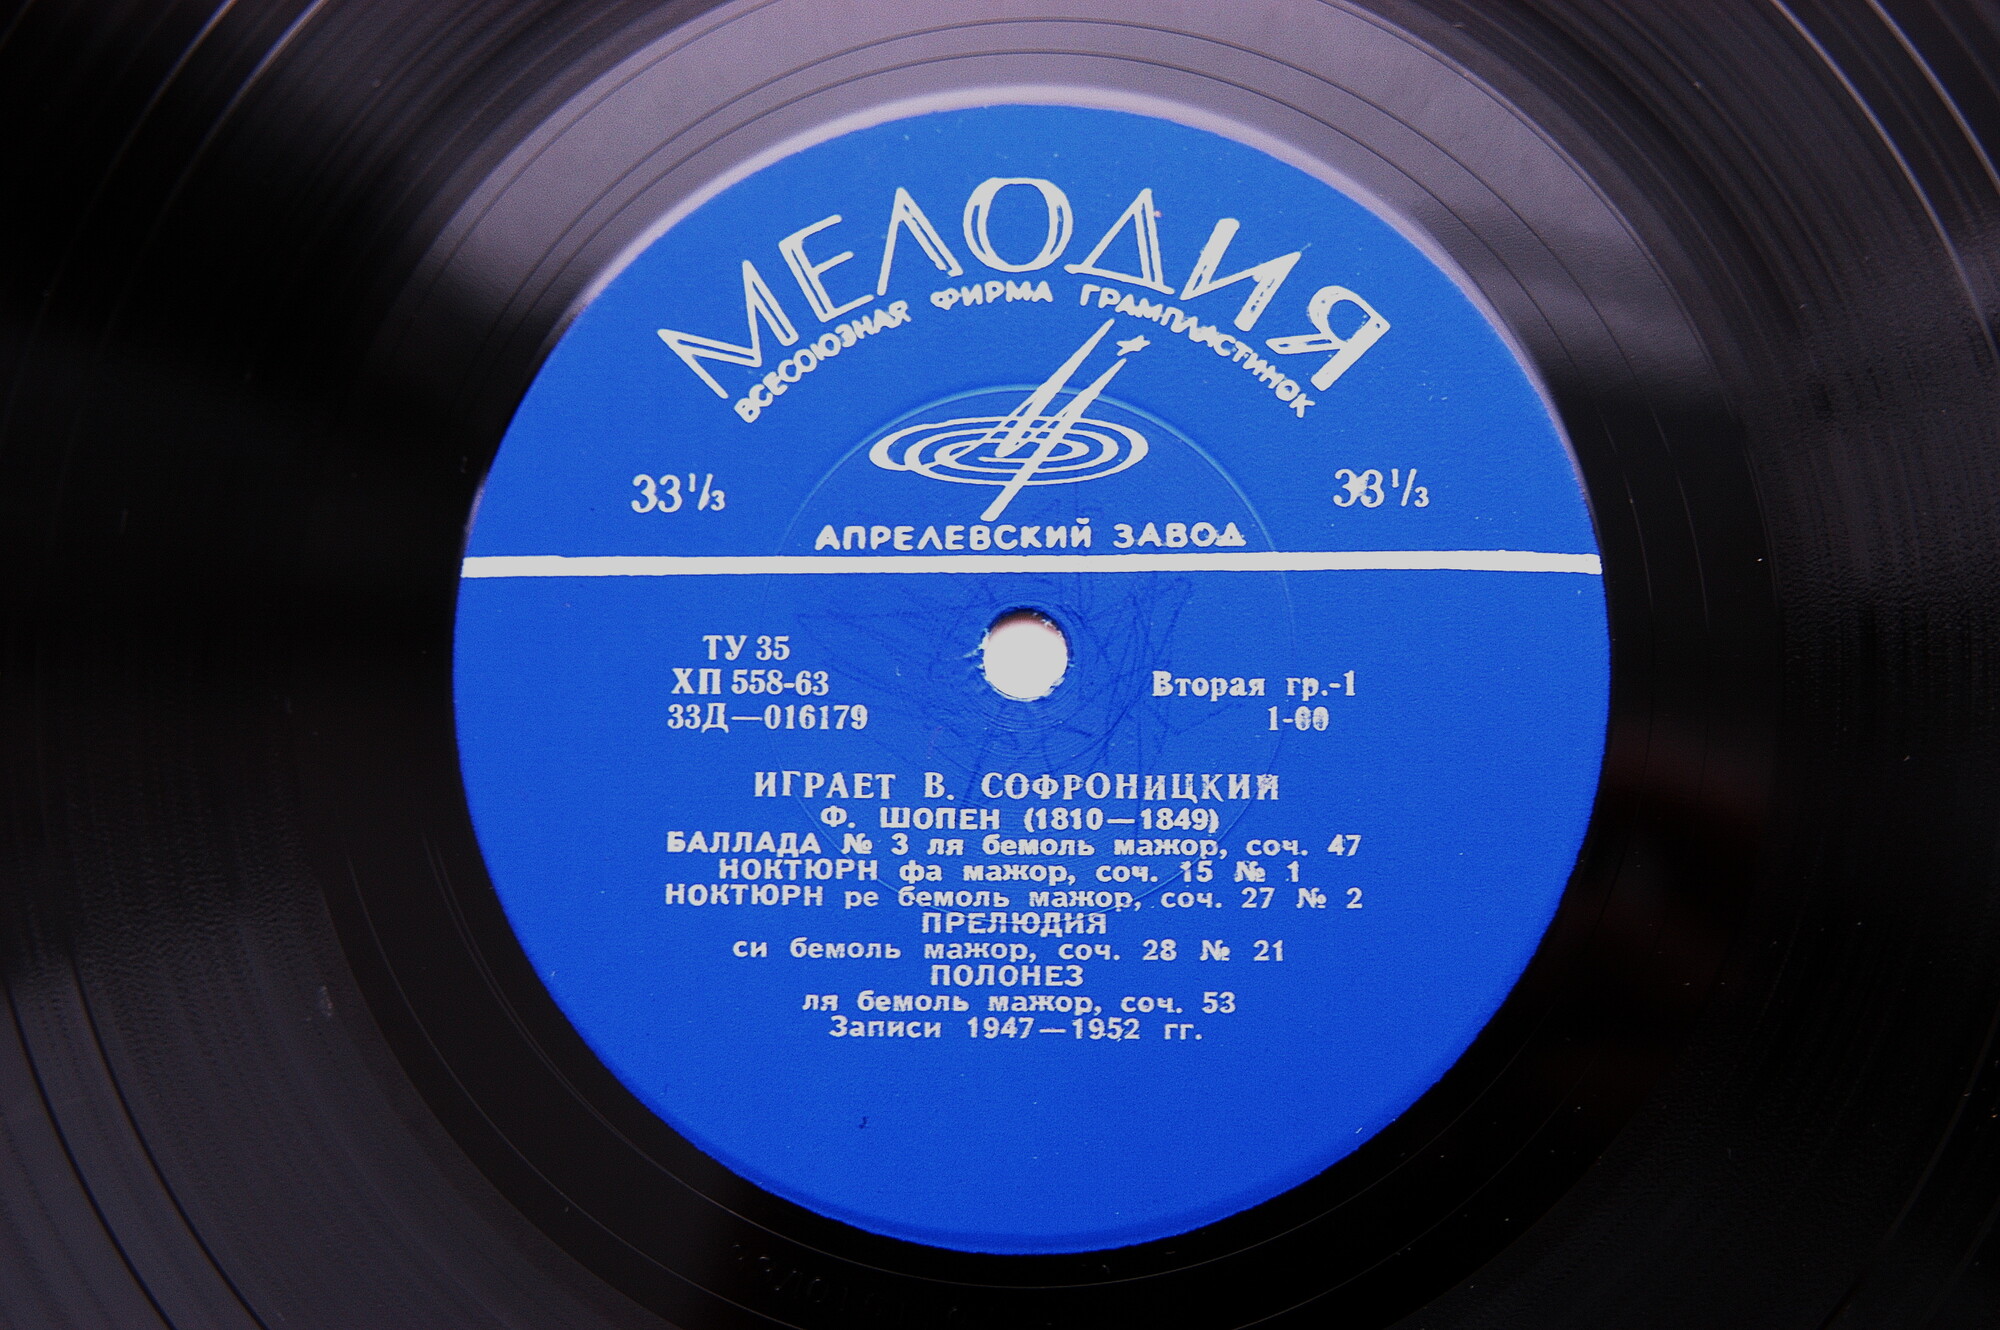 МЕЛОДИЯ
ВСЕСОЮЗНАЯ ФИРМА ГРАМПЛАСТИНОК
33⅓ 33⅓
АПРЕЛЕВСКИЙ ЗАВОД
ТУ 35
ХП 558-63 Вторая гр.-1
33Д—016179 1-00
ИГРАЕТ В. СОФРОНИЦКИЙ
Ф. ШОПЕН (1810—1849)
БАЛЛАДА № 3 ля бемоль мажор, соч. 47
НОКТЮРН фа мажор, соч. 15 № 1
НОКТЮРН ре бемоль мажор, соч. 27 № 2
ПРЕЛЮДИЯ
си бемоль мажор, соч. 28 № 21
ПОЛОНЕЗ
ля бемоль мажор, соч. 53
Записи 1947—1952 гг.